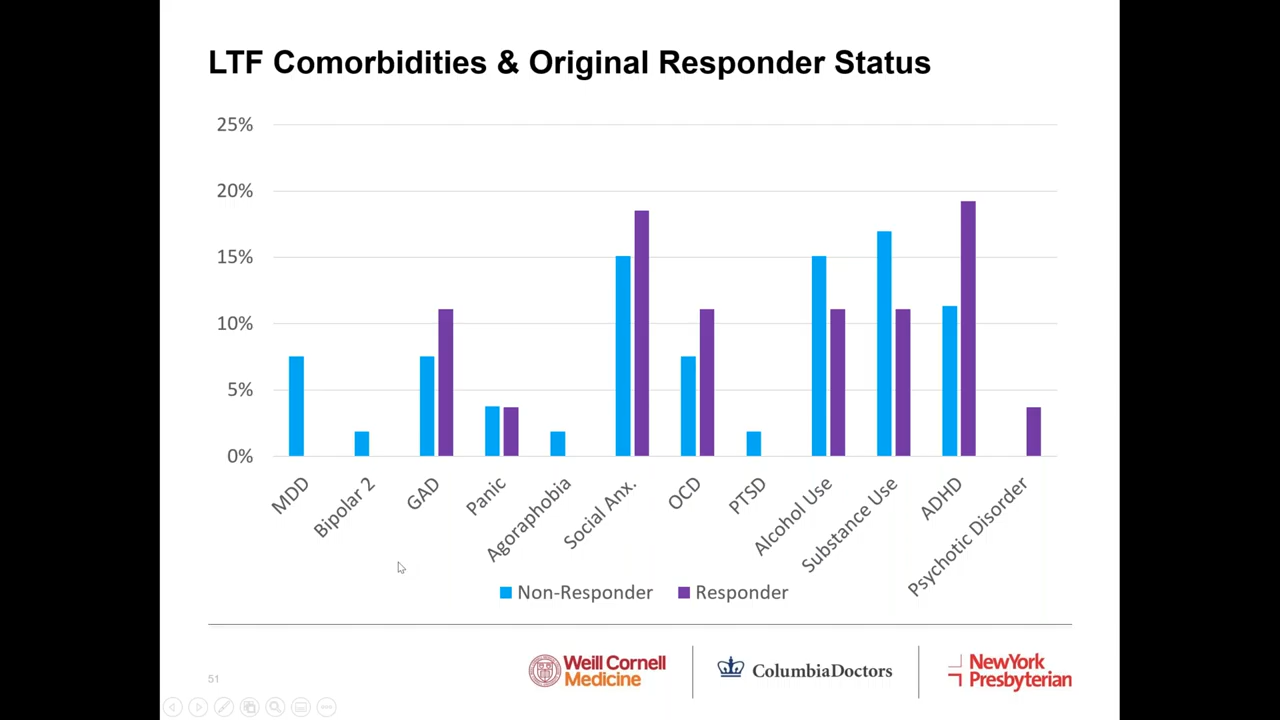 LTF Comorbidities & Original Responder Status
25%
20%
15%
10%
5%
0%
MDD
Bipolar 2
GAD
Panic
Agoraphobia
Social Anx.
OCD
PTSD
Alcohol Use
Substance Use
ADHD
Psychotic Disorder
Non-Responder
Responder
51
Weill Cornell
Medicine
ColumbiaDoctors
NewYork
Presbyterian